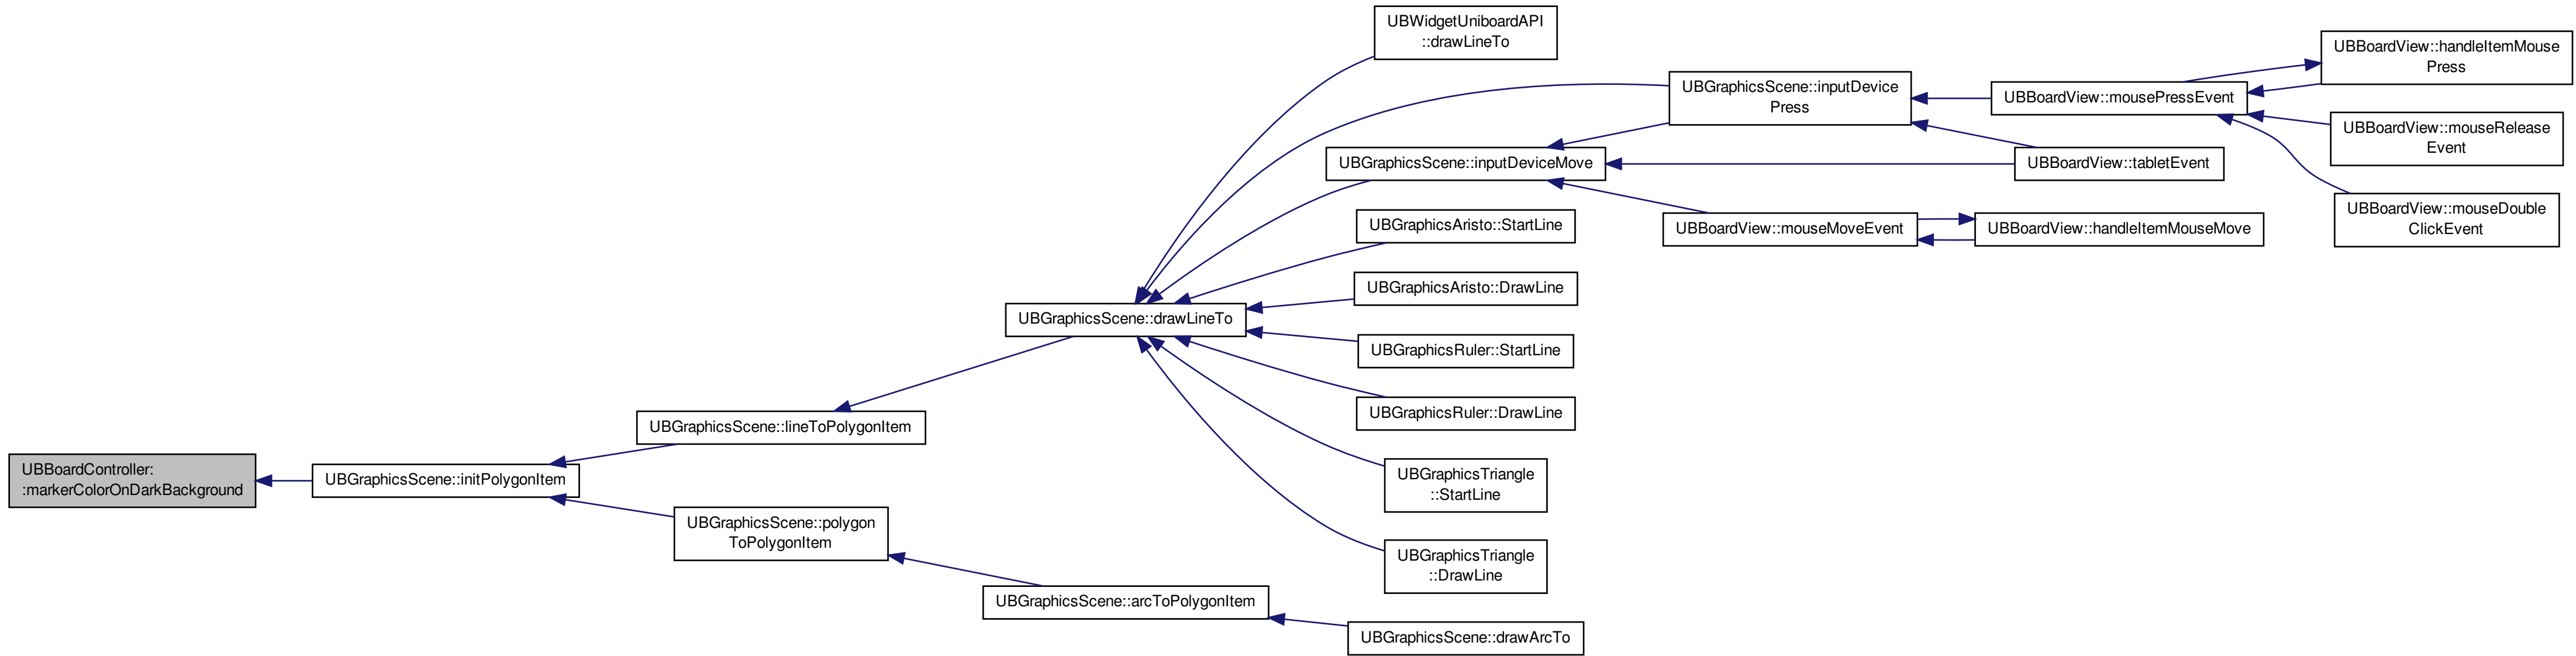 UBBoardController:
:markerColorOnDarkBackground
UBGraphicsScene::initPolygonItem
UBGraphicsScene::lineToPolygonItem
UBGraphicsScene::polygon
ToPolygonItem
UBGraphicsScene::drawLineTo
UBGraphicsScene::arcToPolygonItem
UBWidgetUniboardAPI
::drawLineTo
UBGraphicsScene::inputDeviceMove
UBGraphicsAristo::StartLine
UBGraphicsAristo::DrawLine
UBGraphicsRuler::StartLine
UBGraphicsRuler::DrawLine
UBGraphicsTriangle
::StartLine
UBGraphicsTriangle
::DrawLine
UBGraphicsScene::drawArcTo
UBGraphicsScene::inputDevice
Press
UBBoardView::mouseMoveEvent
UBBoardView::mousePressEvent
UBBoardView::tabletEvent
UBBoardView::handleItemMouseMove
UBBoardView::handleItemMouse
Press
UBBoardView::mouseRelease
Event
UBBoardView::mouseDouble
ClickEvent